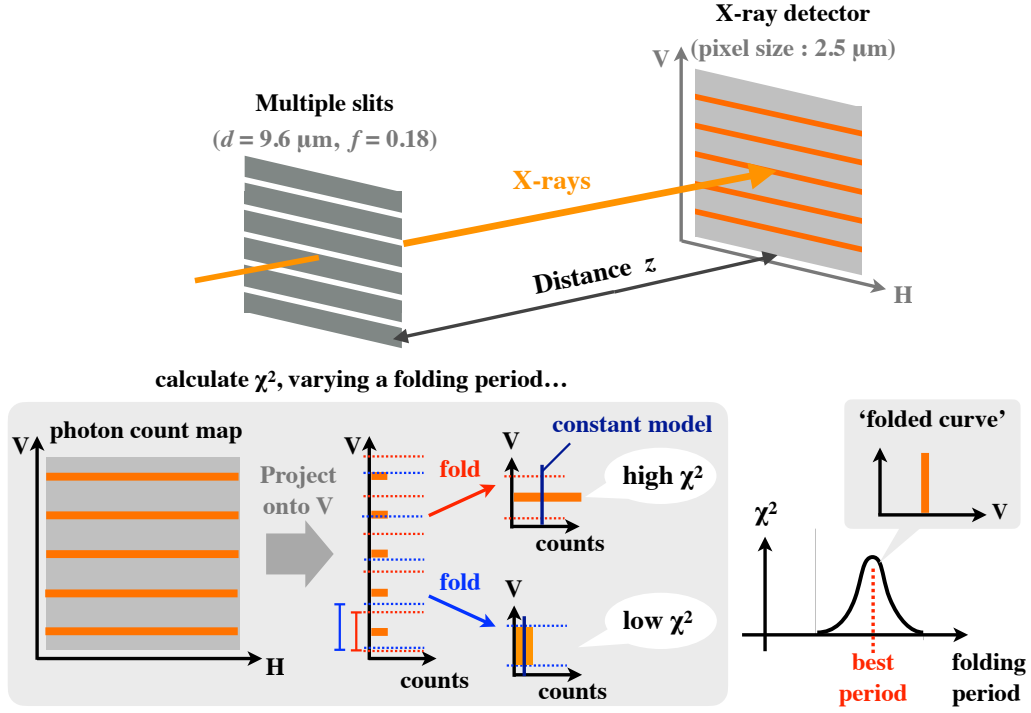 X-ray detector
(pixel size : 2.5 μm)
V
Multiple slits
(d = 9.6 μm, f = 0.18)
X-rays
Distance z
H
calculate χ², varying a folding period…
photon count map
V
H
Project
onto V
V
counts
fold
fold
V
constant model
high χ²
counts
V
low χ²
counts
‘folded curve’
V
χ²
best
period
folding
period